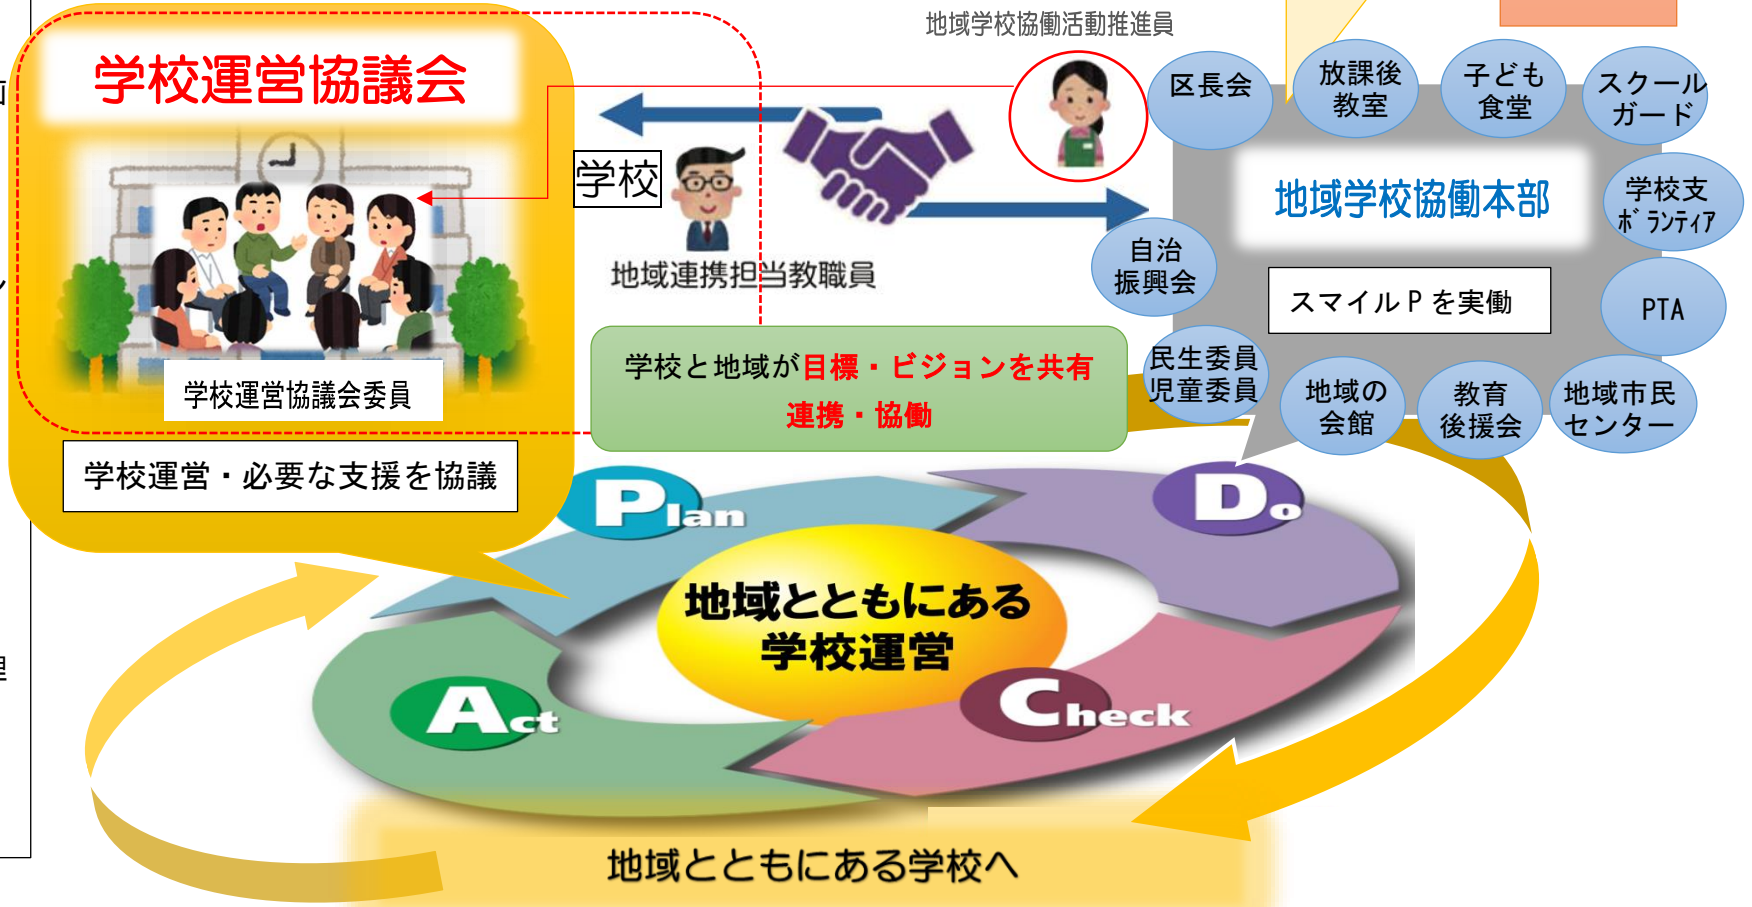 地域学校協働活動推進員
学校運営協議会
学校
地域連携担当教職員
学校運営協議会委員
学校運営・必要な支援を協議
区長会
放課後
教室
子ども
食堂
スクール
ガード
学校支
ボランティア
PTA
地域市民
センター
教育
後援会
地域の
会館
民生委員
児童委員
自治
振興会
地域学校協働本部
スマイルPを実働
学校と地域が目標・ビジョンを共有
連携・協働
Plan
Do
Check
Act
地域とともにある
学校運営
地域とともにある学校へ